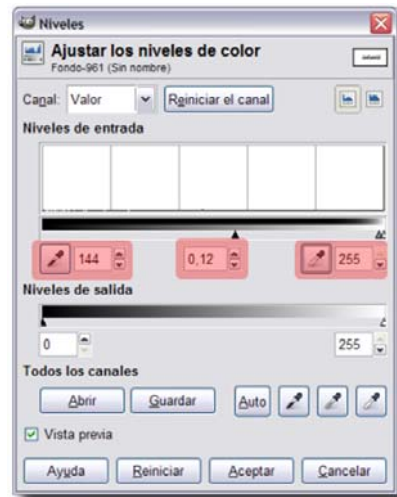 Niveles
Ajustar los niveles de color
Fondo-961 (Sin nombre)
Canal: Valor Reiniciar el canal
Niveles de entrada
144 0,12 255
Niveles de salida
0 255
Todos los canales
Abrir Guardar Auto
Vista previa
Ayuda Reiniciar Aceptar Cancelar